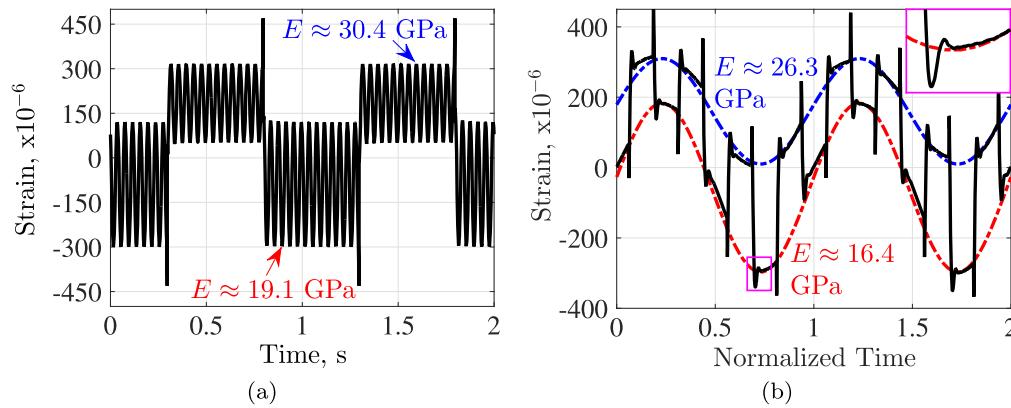 450
300
150
0
-150
-300
-450
Strain, x10⁻⁶
E ≈ 30.4 GPa
E ≈ 19.1 GPa
0
0.5
1
1.5
2
Time, s
(a)
400
200
0
-200
-400
Strain, x10⁻⁶
E ≈ 26.3
GPa
E ≈ 16.4
GPa
0
0.5
1
1.5
2
Normalized Time
(b)